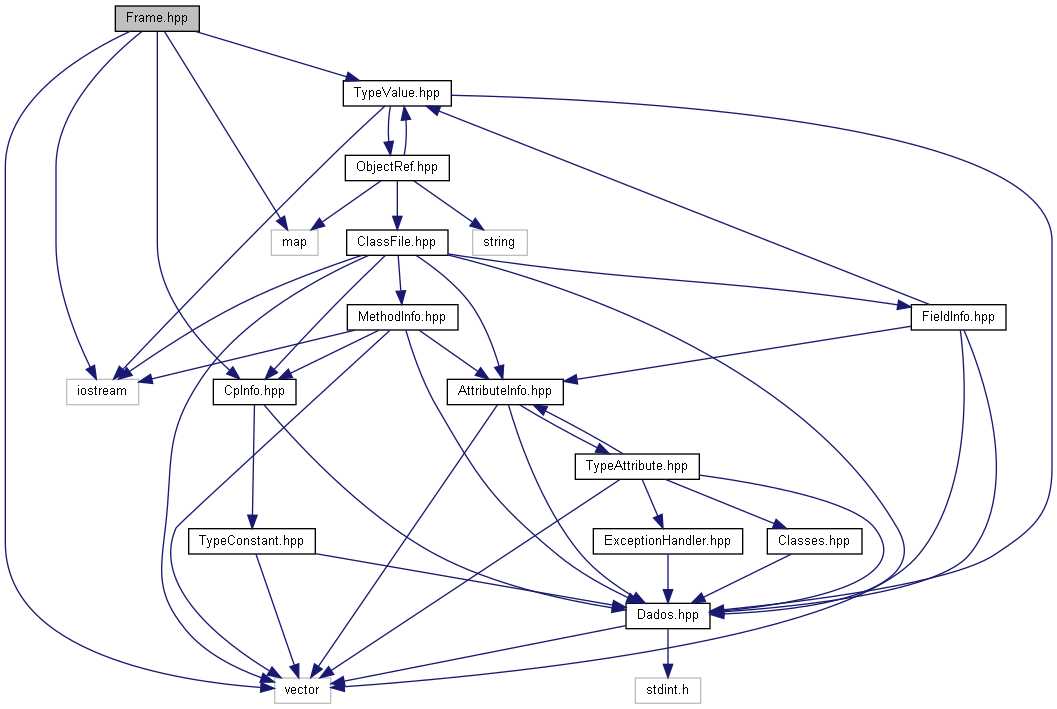 Frame.hpp
TypeValue.hpp
ObjectRef.hpp
map
ClassFile.hpp
string
MethodInfo.hpp
FieldInfo.hpp
iostream
CpInfo.hpp
AttributeInfo.hpp
TypeAttribute.hpp
TypeConstant.hpp
ExceptionHandler.hpp
Classes.hpp
Dados.hpp
vector
stdint.h